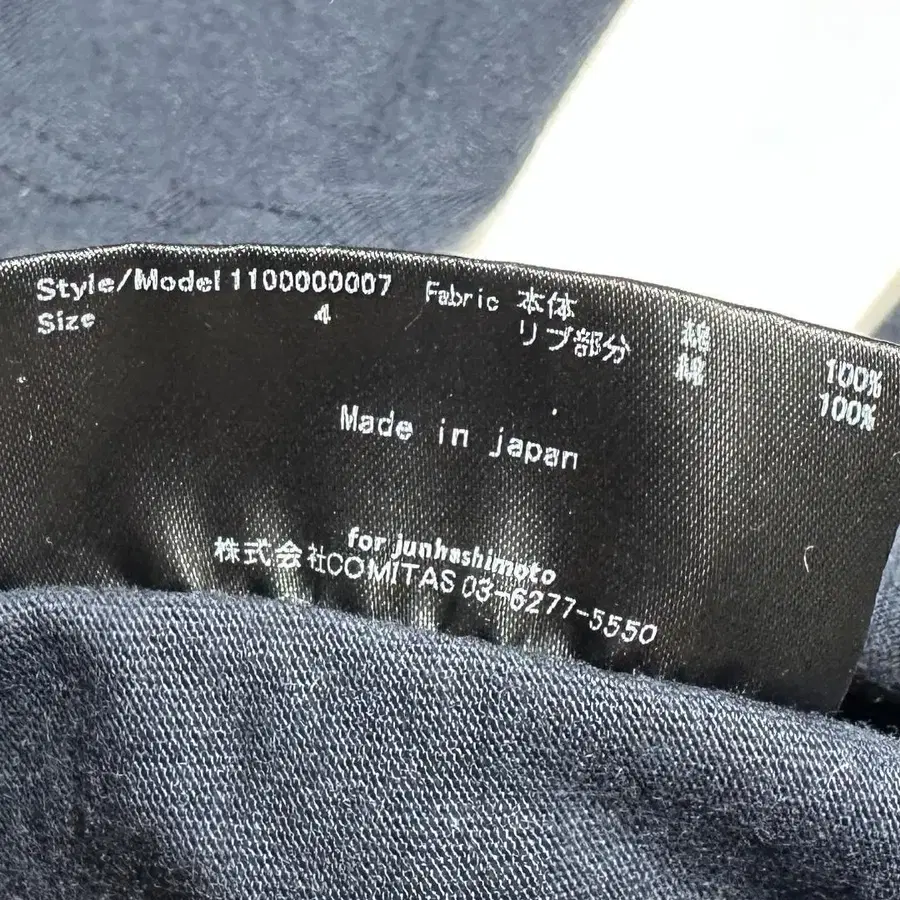 Style/Model 1100000007 Fabric 本体 綿 100%
Size 4 リブ部分 綿 100%
Made in japan
for junhashimoto
株式会社COMITAS 03-6277-5550